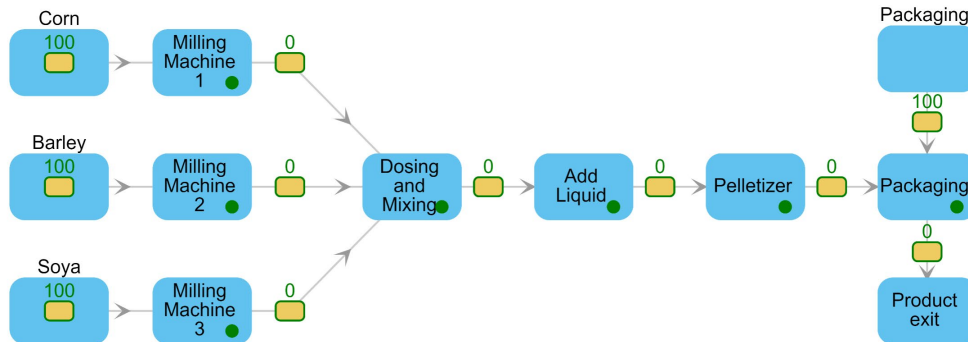 Corn
100
Milling
Machine
1
0
Barley
100
Milling
Machine
2
0
Soya
100
Milling
Machine
3
0
Dosing
and
Mixing
0
Add
Liquid
0
Pelletizer
0
Packaging
100
Packaging
0
Product
exit